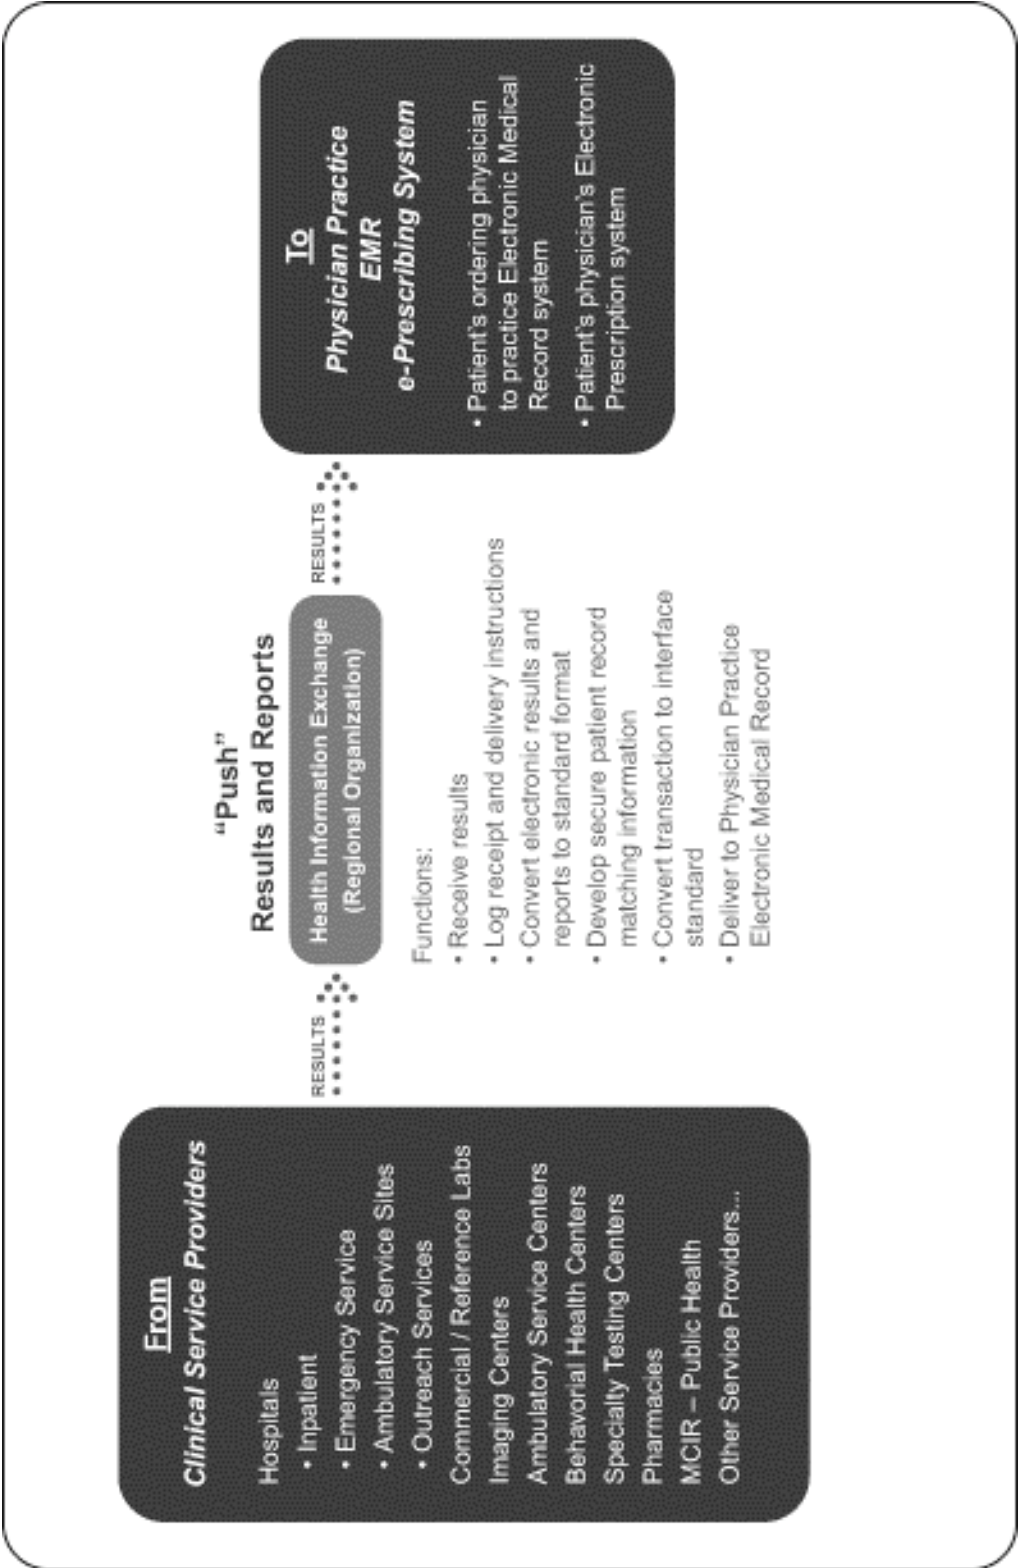 “Push”
Results and Reports
From
Clinical Service Providers
Hospitals
• Inpatient
• Emergency Service
• Ambulatory Service Sites
• Outreach Services
Commercial / Reference Labs
Imaging Centers
Ambulatory Service Centers
Behavorial Health Centers
Specialty Testing Centers
Pharmacies
MCIR – Public Health
Other Service Providers...
RESULTS
Health Information Exchange
(Regional Organization)
Functions:
• Receive results
• Log receipt and delivery instructions
• Convert electronic results and
reports to standard format
• Develop secure patient record
matching information
• Convert transaction to interface
standard
• Deliver to Physician Practice
Electronic Medical Record
RESULTS
To
Physician Practice
EMR
e-Prescribing System
• Patient's ordering physician
to practice Electronic Medical
Record system
• Patient's physician's Electronic
Prescription system